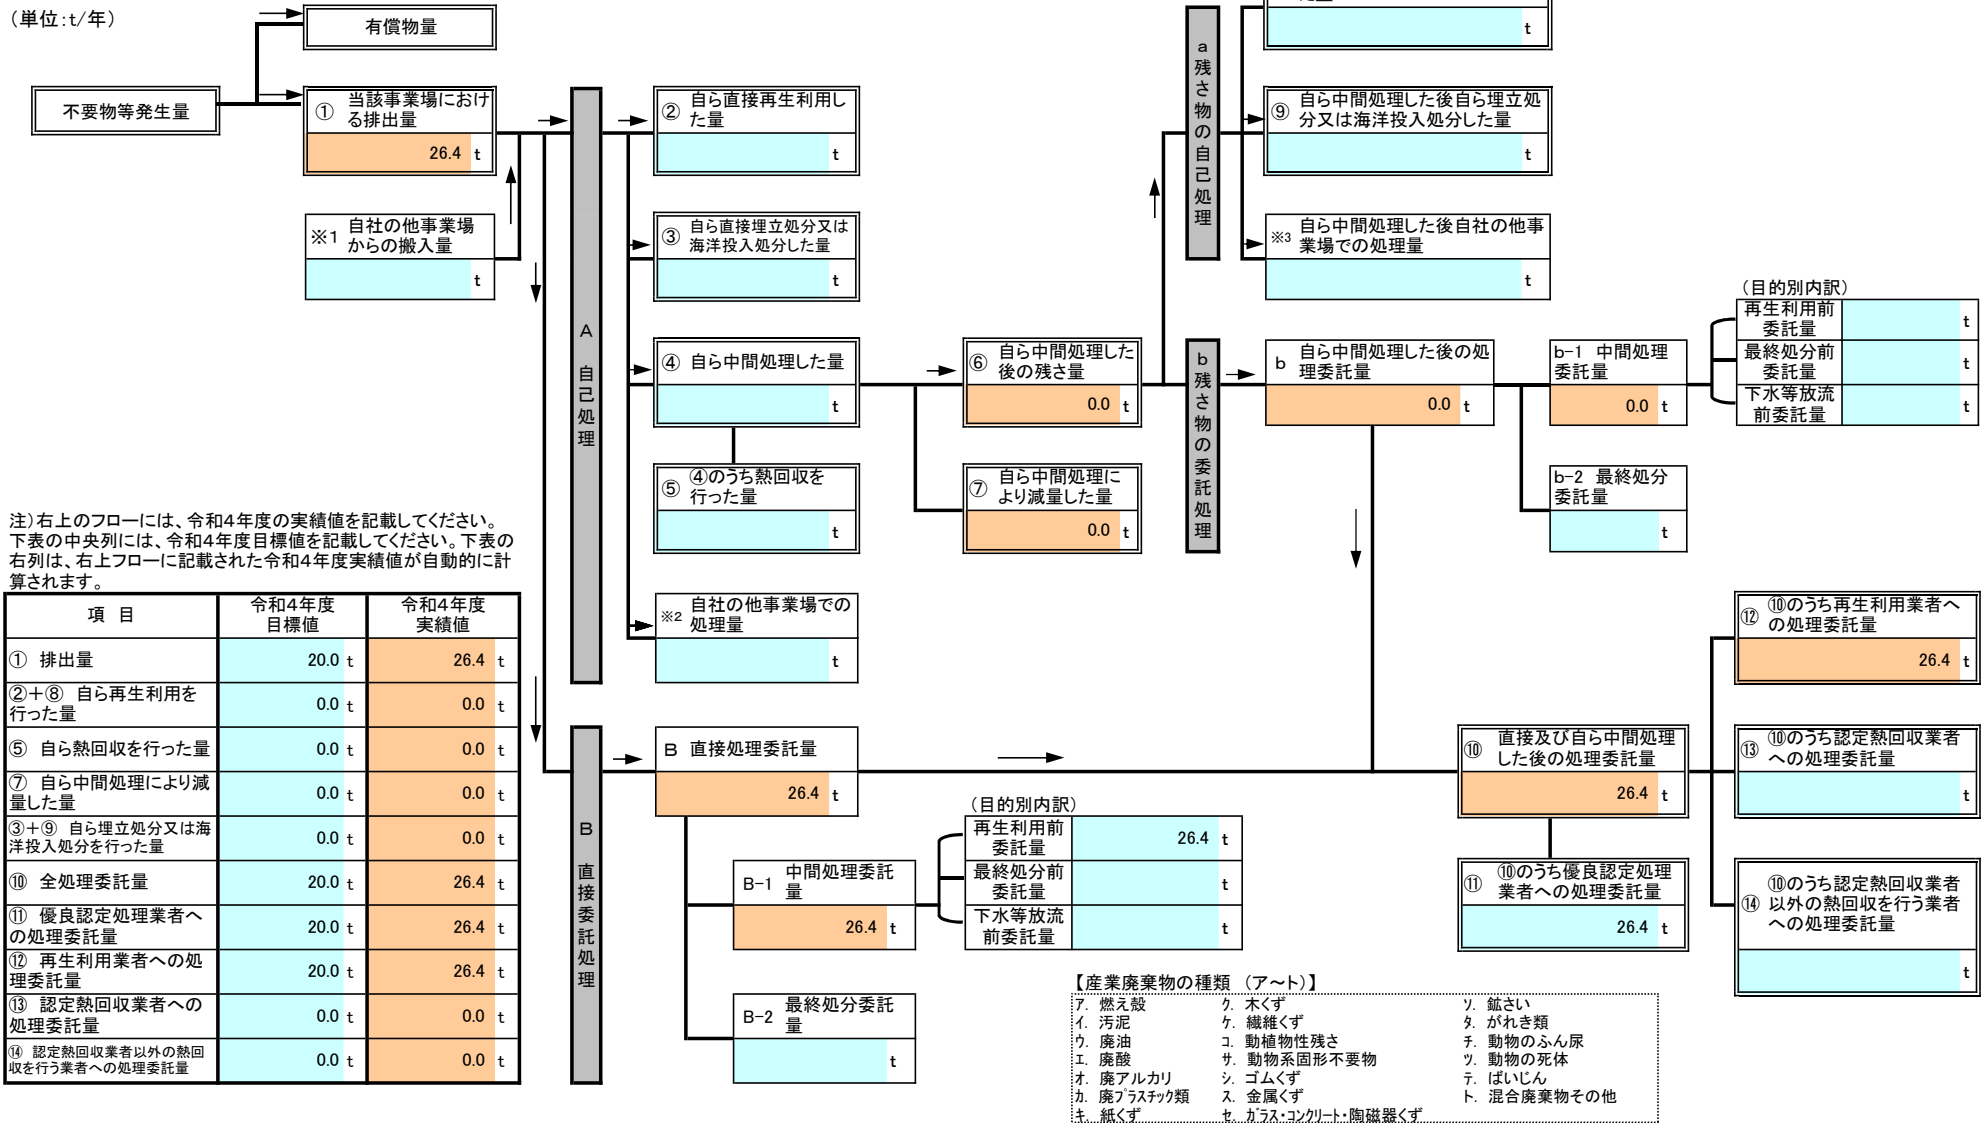 （単位：t/年）
有償物量
不要物等発生量
① 当該事業場におけ
る排出量
26.4 t
※1 自社の他事業場
からの搬入量
t
A 自己処理
② 自ら直接再生利用し
た量
t
③ 自ら直接埋立処分又は
海洋投入処分した量
t
④ 自ら中間処理した量
t
⑤ ④のうち熱回収を
行った量
t
※2 自社の他事業場での
処理量
t
⑥ 自ら中間処理した
後の残さ量
0.0 t
⑦ 自ら中間処理に
より減量した量
0.0 t
a 残さ物の自己処理
t
⑨ 自ら中間処理した後自ら埋立処
分又は海洋投入処分した量
t
※3 自ら中間処理した後自社の他事
業場での処理量
t
b 残さ物の委託処理
b 自ら中間処理した後の処
理委託量
0.0 t
b-1 中間処理
委託量
0.0 t
b-2 最終処分
委託量
t
（目的別内訳）
再生利用前
委託量
t
最終処分前
委託量
t
下水等放流
前委託量
t
注）右上のフローには、令和4年度の実績値を記載してください。
下表の中央列には、令和4年度目標値を記載してください。下表の
右列は、右上フローに記載された令和4年度実績値が自動的に計
算されます。
項 目
令和4年度
目標値
令和4年度
実績値
① 排出量 20.0 t 26.4 t
②＋⑧ 自ら再生利用を
行った量 0.0 t 0.0 t
⑤ 自ら熱回収を行った量 0.0 t 0.0 t
⑦ 自ら中間処理により減
量した量 0.0 t 0.0 t
③＋⑨ 自ら埋立処分又は海
洋投入処分を行った量 0.0 t 0.0 t
⑩ 全処理委託量 20.0 t 26.4 t
⑪ 優良認定処理業者へ
の処理委託量 20.0 t 26.4 t
⑫ 再生利用業者への処
理委託量 20.0 t 26.4 t
⑬ 認定熱回収業者への
処理委託量 0.0 t 0.0 t
⑭ 認定熱回収業者以外の熱回
収を行う業者への処理委託量 0.0 t 0.0 t
B 直接委託処理
B 直接処理委託量
26.4 t
B-1 中間処理委託
量
26.4 t
B-2 最終処分委託
量
t
（目的別内訳）
再生利用前
委託量
26.4 t
最終処分前
委託量
t
下水等放流
前委託量
t
⑩ 直接及び自ら中間処理
した後の処理委託量
26.4 t
⑪ ⑩のうち優良認定処理
業者への処理委託量
26.4 t
⑫ ⑩のうち再生利用業者へ
の処理委託量
26.4 t
⑬ ⑩のうち認定熱回収業者
への処理委託量
t
⑭ ⑩のうち認定熱回収業者
以外の熱回収を行う業者
への処理委託量
t
【産業廃棄物の種類 （ア～ト）】
ア. 燃え殻 ク. 木くず ソ. 鉱さい
イ. 汚泥 ケ. 繊維くず タ. がれき類
ウ. 廃油 コ. 動植物性残さ チ. 動物のふん尿
エ. 廃酸 サ. 動物系固形不要物 ツ. 動物の死体
オ. 廃アルカリ シ. ゴムくず テ. ばいじん
カ. 廃プラスチック類 ス. 金属くず ト. 混合廃棄物その他
キ. 紙くず セ. ガラス・コンクリート・陶磁器くず